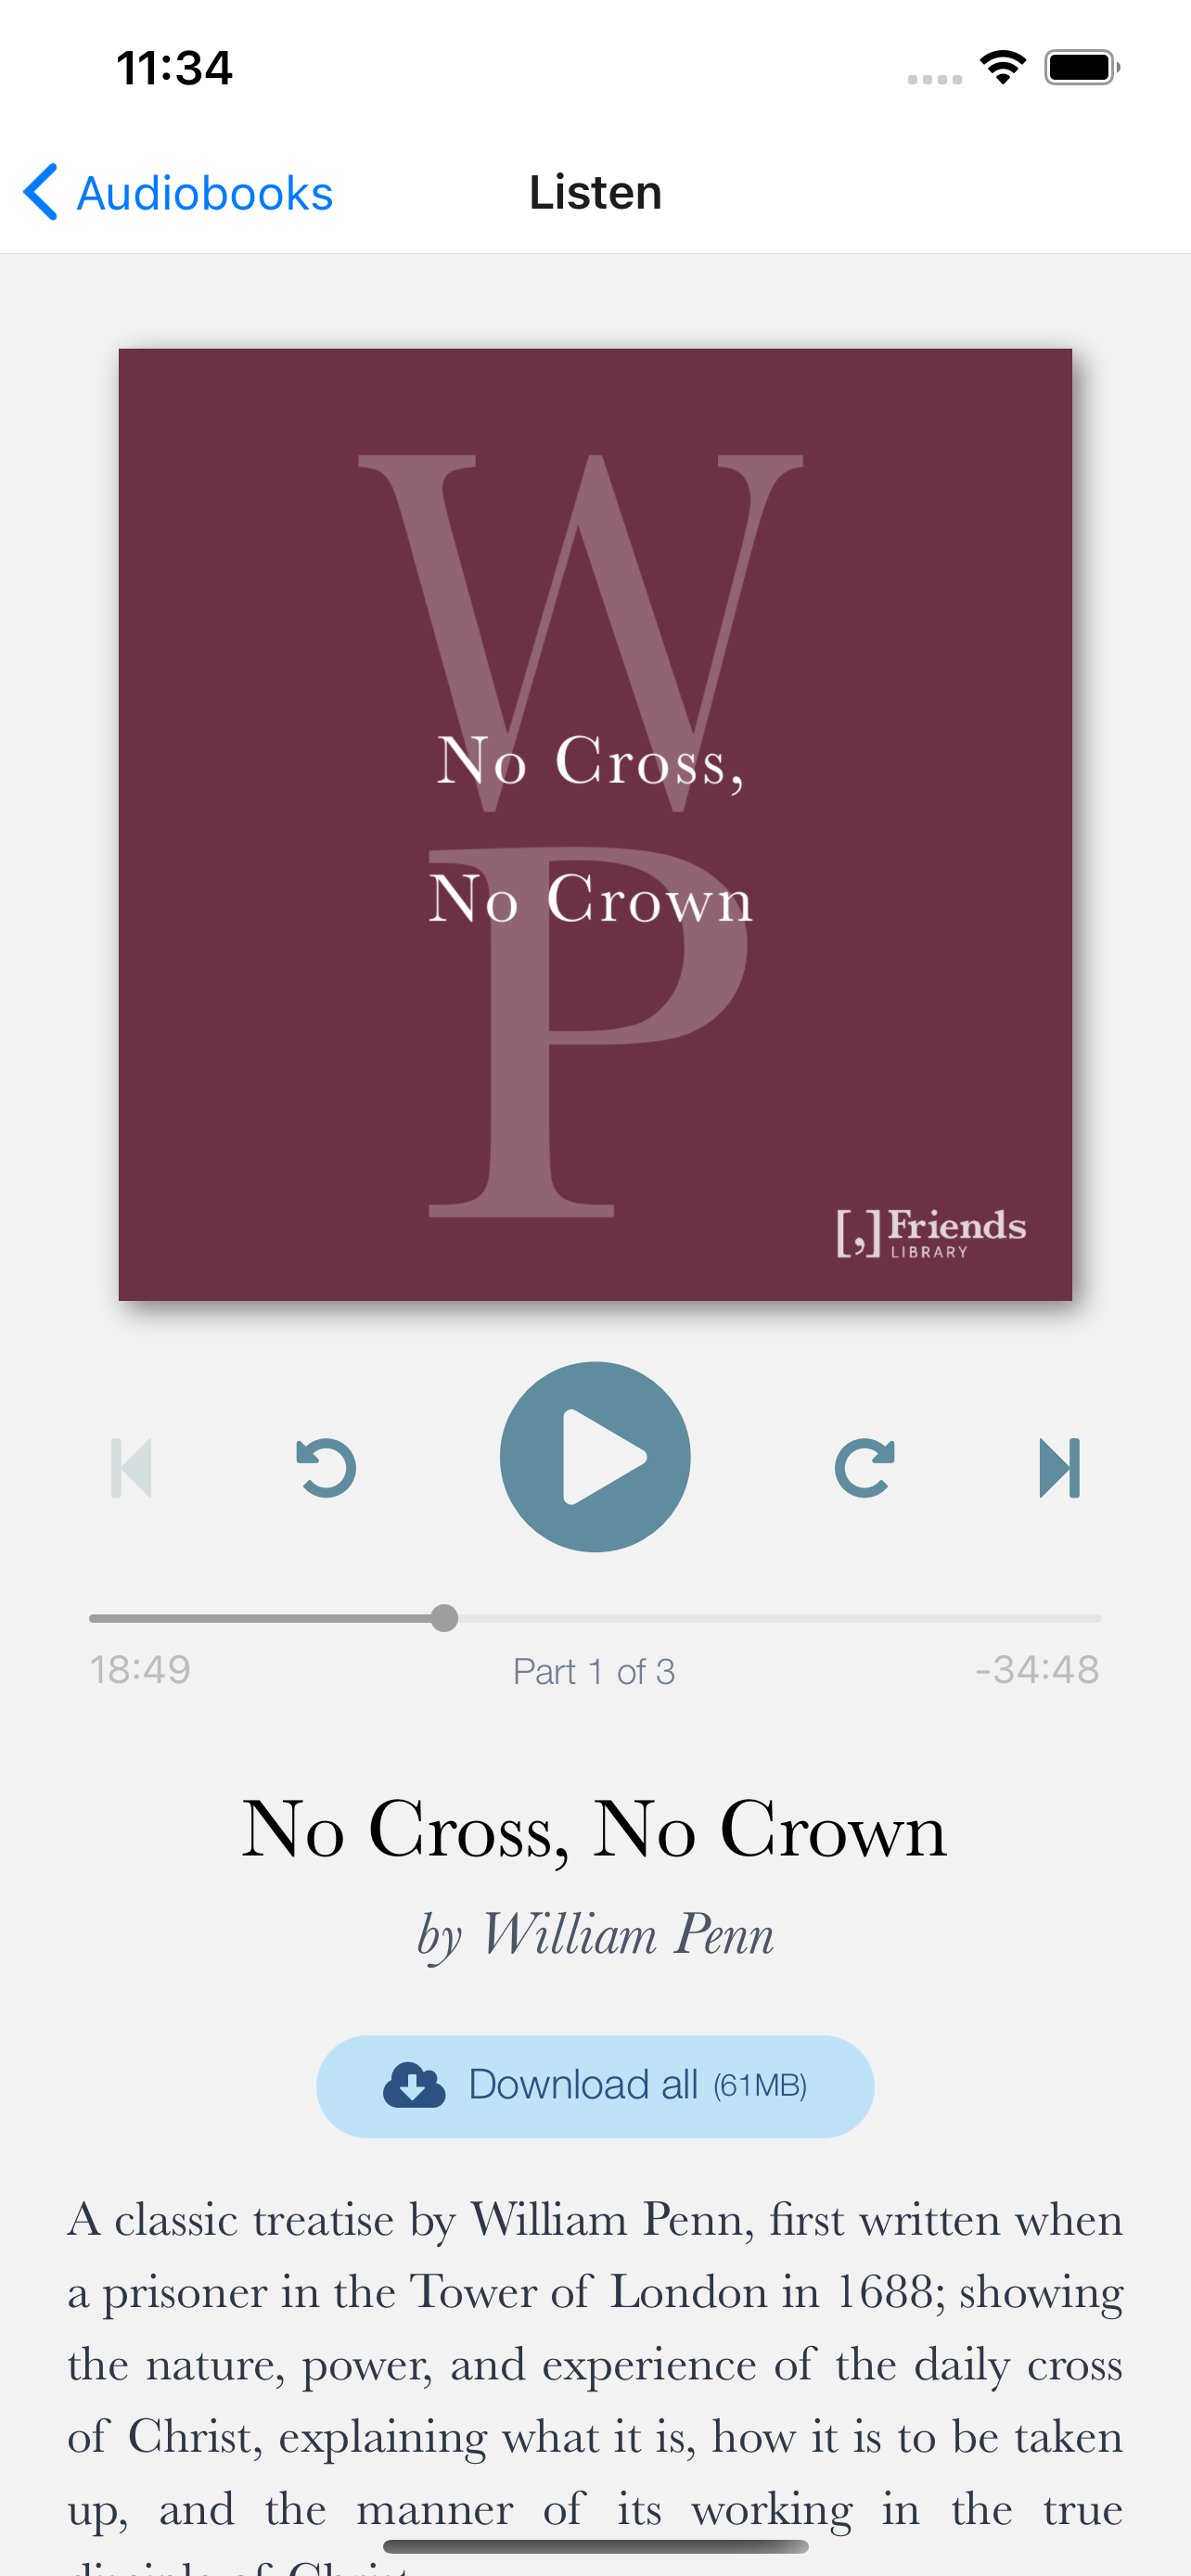 11:34
Audiobooks
Listen
W
No Cross,
P
No Crown
[,] Friends
LIBRARY
18:49
Part 1 of 3
-34:48
No Cross, No Crown
by William Penn
Download all (61MB)
A classic treatise by William Penn, first written when
a prisoner in the Tower of London in 1688; showing
the nature, power, and experience of the daily cross
of Christ, explaining what it is, how it is to be taken
up, and the manner of its working in the true